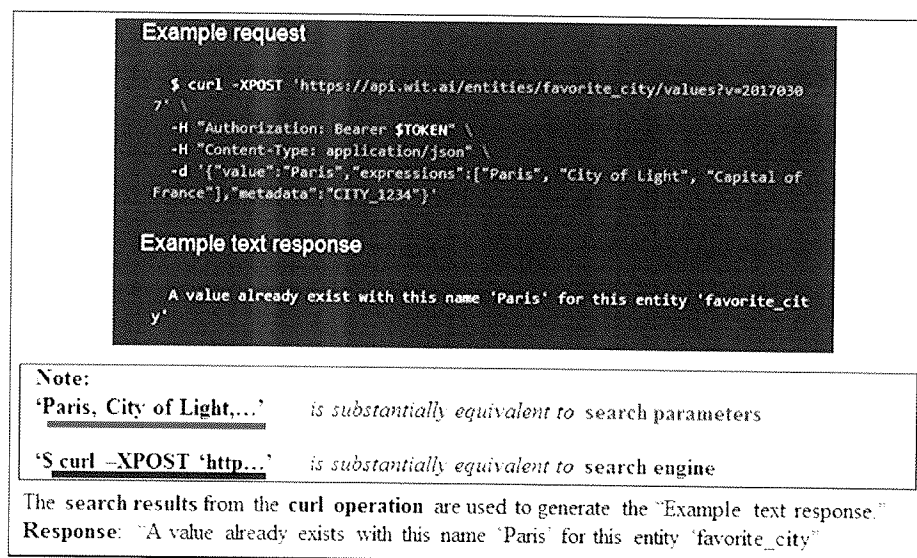 Example request
$ curl -XPOST 'https://api.wit.ai/entities/favorite_city/values?v=2017030
7' \
-H "Authorization: Bearer $TOKEN" \
-H "Content-Type: application/json" \
-d '{"value":"Paris","expressions":["Paris", "City of Light", "Capital of
France"],"metadata":"CITY_1234"}'
Example text response
A value already exist with this name 'Paris' for this entity 'favorite_cit
y'
Note:
‘Paris, City of Light,…’ is substantially equivalent to search parameters
‘$ curl –XPOST ‘http…’ is substantially equivalent to search engine
The search results from the curl operation are used to generate the “Example text response.”
Response: “A value already exists with this name ‘Paris’ for this entity ‘favorite_city”